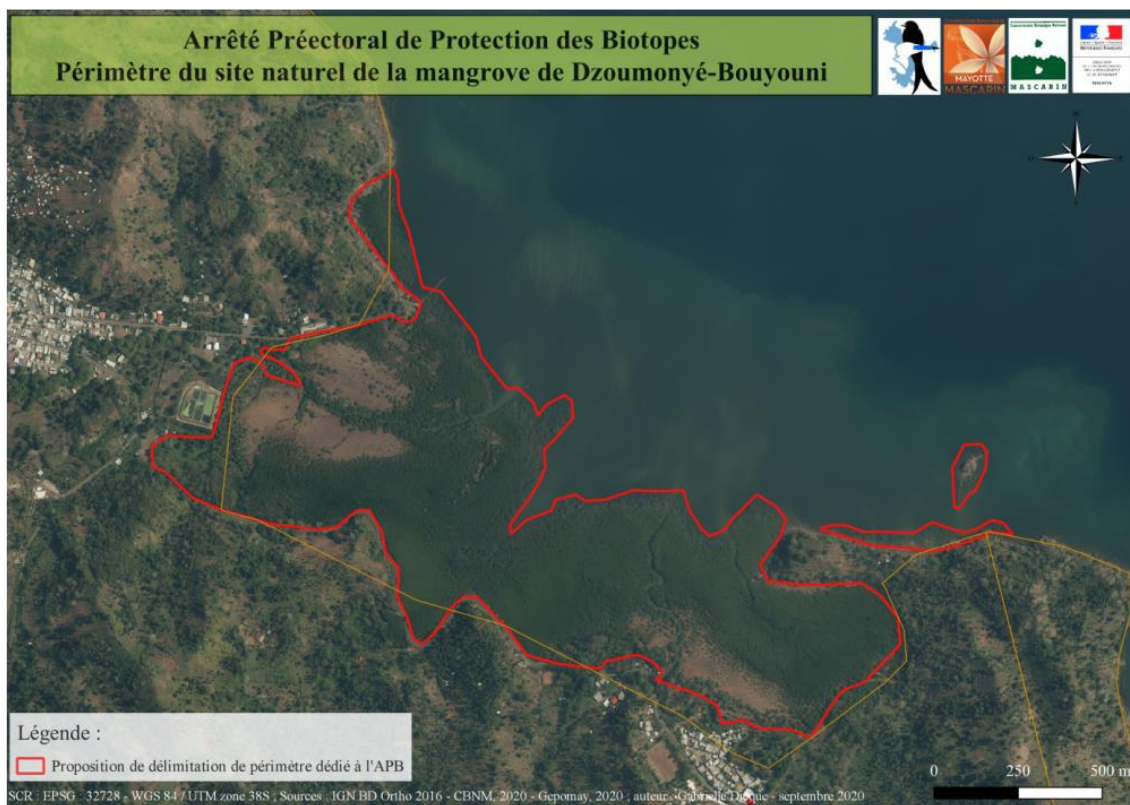 Arrêté Préectoral de Protection des Biotopes
Périmètre du site naturel de la mangrove de Dzoumonyé-Bouyouni
MAYOTTE
MASCARIN
MASCARIN
Légende :
Proposition de délimitation de périmètre dédié à l'APB
0 250 500 m
SCR : EPSG : 32728 - WGS 84 / UTM zone 38S ; Sources : IGN BD Ortho 2016 - CBNM, 2020 - Gepomay, 2020 ; auteur : Gabrielle - septembre 2020